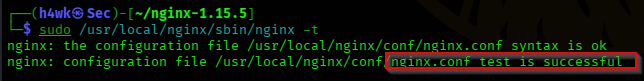 ┌──(h4wk㉿Sec)-[~/nginx-1.15.5]
└─$ sudo /usr/local/nginx/sbin/nginx -t
nginx: the configuration file /usr/local/nginx/conf/nginx.conf syntax is ok
nginx: configuration file /usr/local/nginx/conf/nginx.conf test is successful